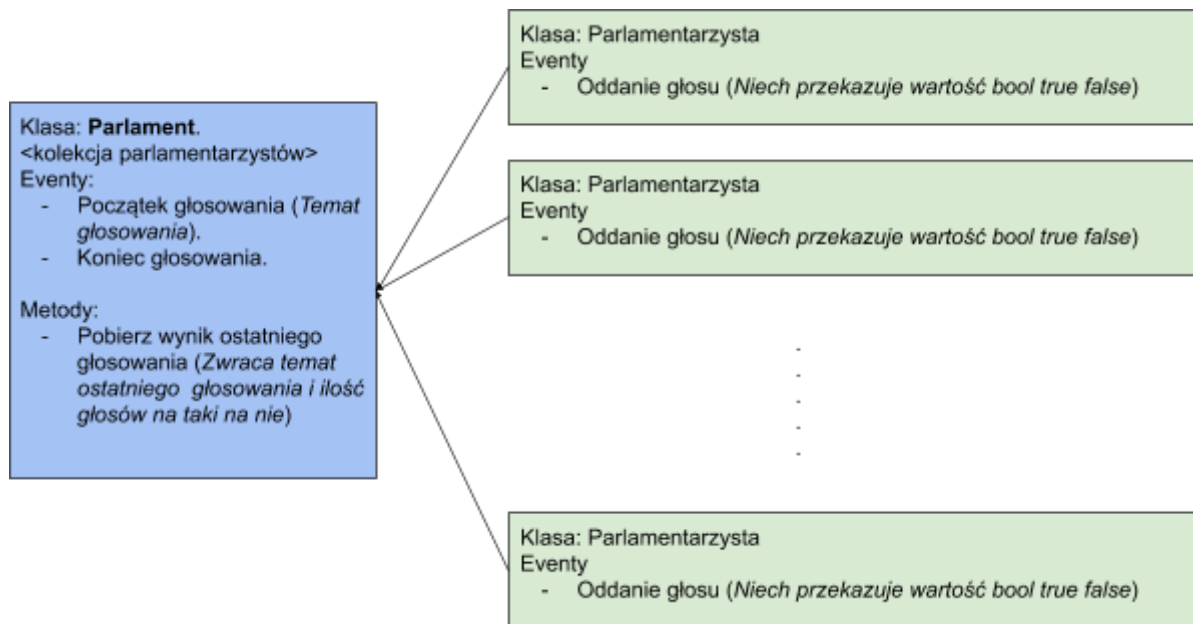 Klasa: Parlament.
<kolekcja parlamentarzystów>
Eventy:
- Początek głosowania (Temat
głosowania).
- Koniec głosowania.
Metody:
- Pobierz wynik ostatniego
głosowania (Zwraca temat
ostatniego głosowania i ilość
głosów na taki na nie)
Klasa: Parlamentarzysta
Eventy
- Oddanie głosu (Niech przekazuje wartość bool true false)
Klasa: Parlamentarzysta
Eventy
- Oddanie głosu (Niech przekazuje wartość bool true false)
Klasa: Parlamentarzysta
Eventy
- Oddanie głosu (Niech przekazuje wartość bool true false)